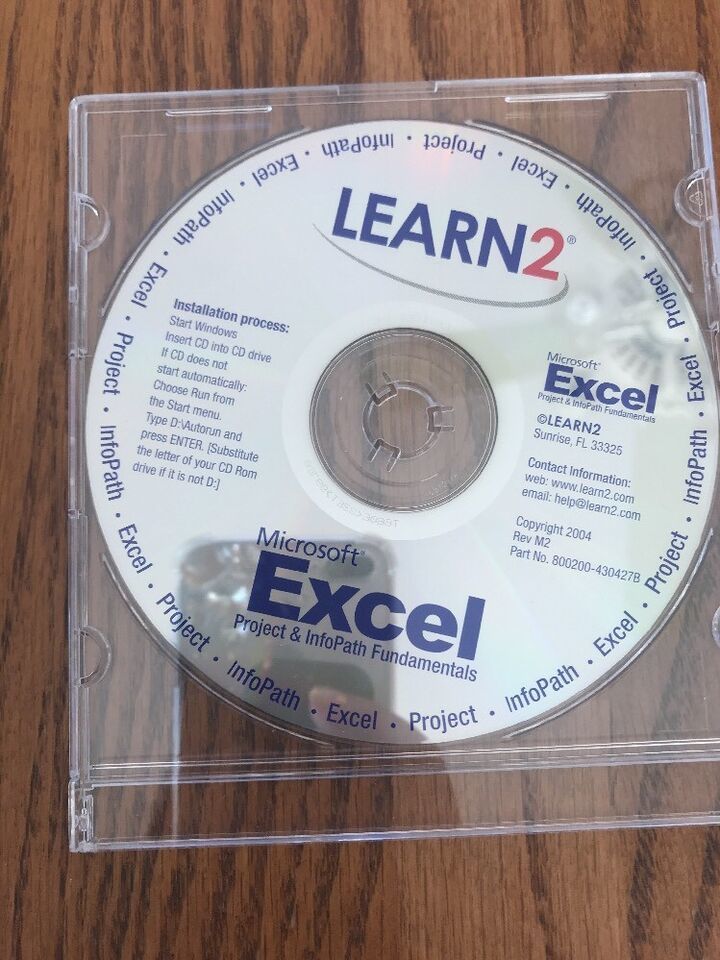 LEARN2®
Installation process:
Start Windows
Insert CD into CD drive
If CD does not
start automatically:
Choose Run from
the Start menu.
Type D:\Autorun and
press ENTER. [Substitute
the letter of your CD Rom
drive if it is not D:]
Microsoft®
Excel
Project & InfoPath Fundamentals
©LEARN2
Sunrise, FL 33325
Contact Information:
web: www.learn2.com
email: help@learn2.com
Copyright 2004
Rev M2
Part No. 800200-430427B
Microsoft®
Excel
Project & InfoPath Fundamentals
Excel • Project • InfoPath • Excel • Project • InfoPath • Excel • Project • InfoPath • Excel • Project • InfoPath • Excel • Project • InfoPath • Excel • Project • InfoPath